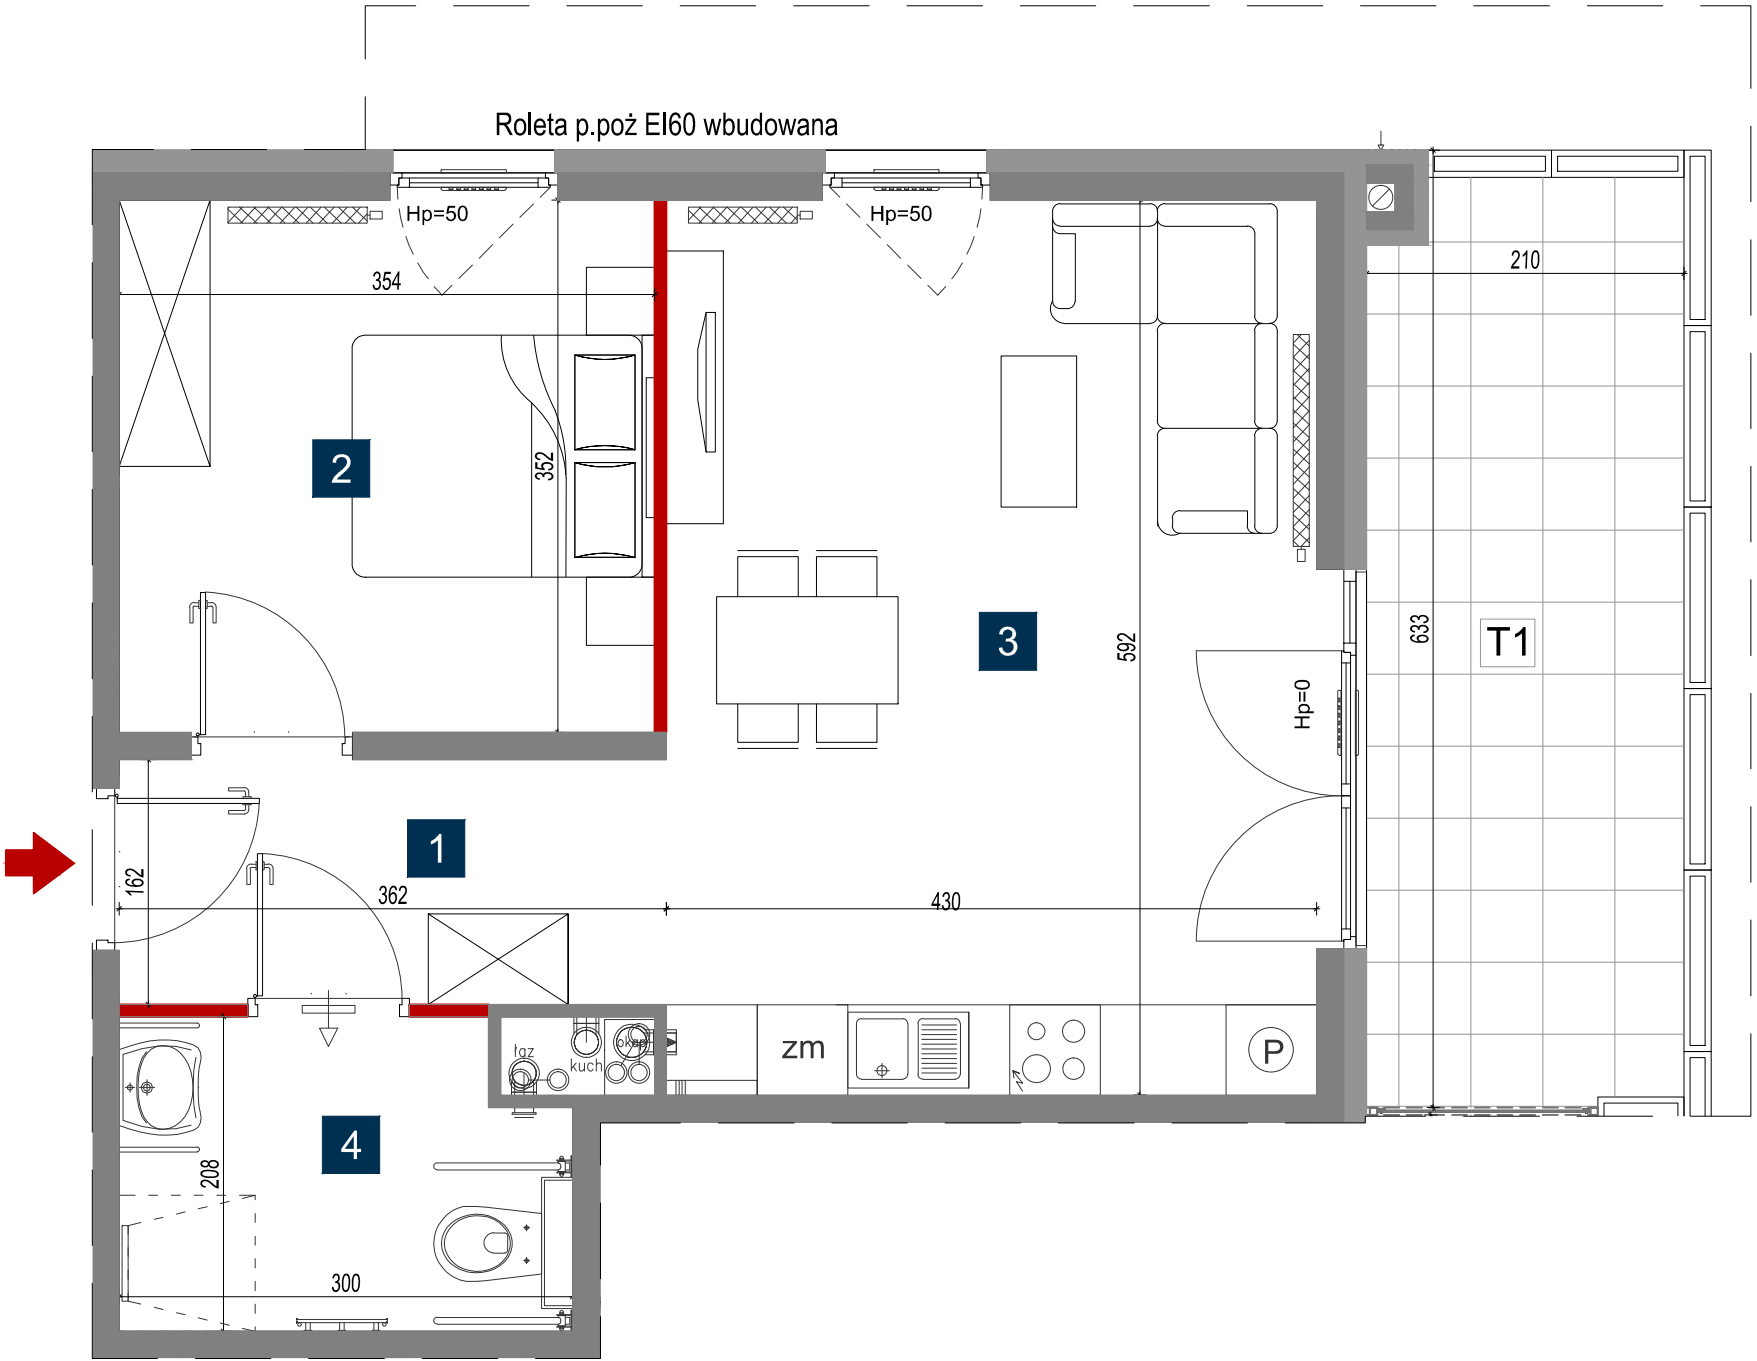 Roleta p.poż EI60 wbudowana
Hp=50
Hp=50
354
210
2
352
3
592
633
T1
Hp=0
1
162
362
430
łaz
kuch
okap
zm
P
4
208
300